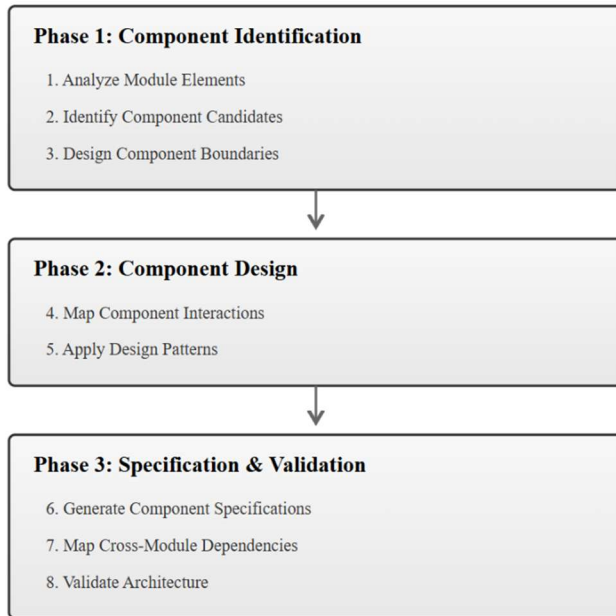 Phase 1: Component Identification
1. Analyze Module Elements
2. Identify Component Candidates
3. Design Component Boundaries
Phase 2: Component Design
4. Map Component Interactions
5. Apply Design Patterns
Phase 3: Specification & Validation
6. Generate Component Specifications
7. Map Cross-Module Dependencies
8. Validate Architecture